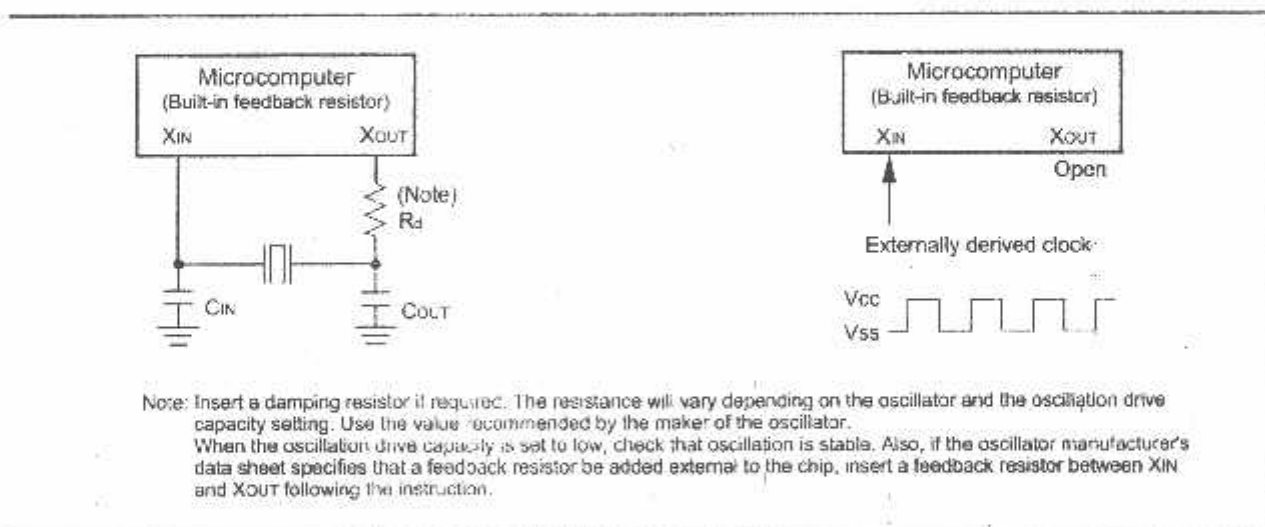 Microcomputer
(Built-in feedback resistor)
XIN XOUT
(Note)
Rd
CIN
COUT
Microcomputer
(Built-in feedback resistor)
XIN XOUT
Open
Externally derived clock
Vcc
Vss
Note: Insert a damping resistor if required. The resistance will vary depending on the oscillator and the oscillation drive
capacity setting. Use the value recommended by the maker of the oscillator.
When the oscillation drive capacity is set to low, check that oscillation is stable. Also, if the oscillator manufacturer's
data sheet specifies that a feedback resistor be added external to the chip, insert a feedback resistor between XIN
and XOUT following the instruction.